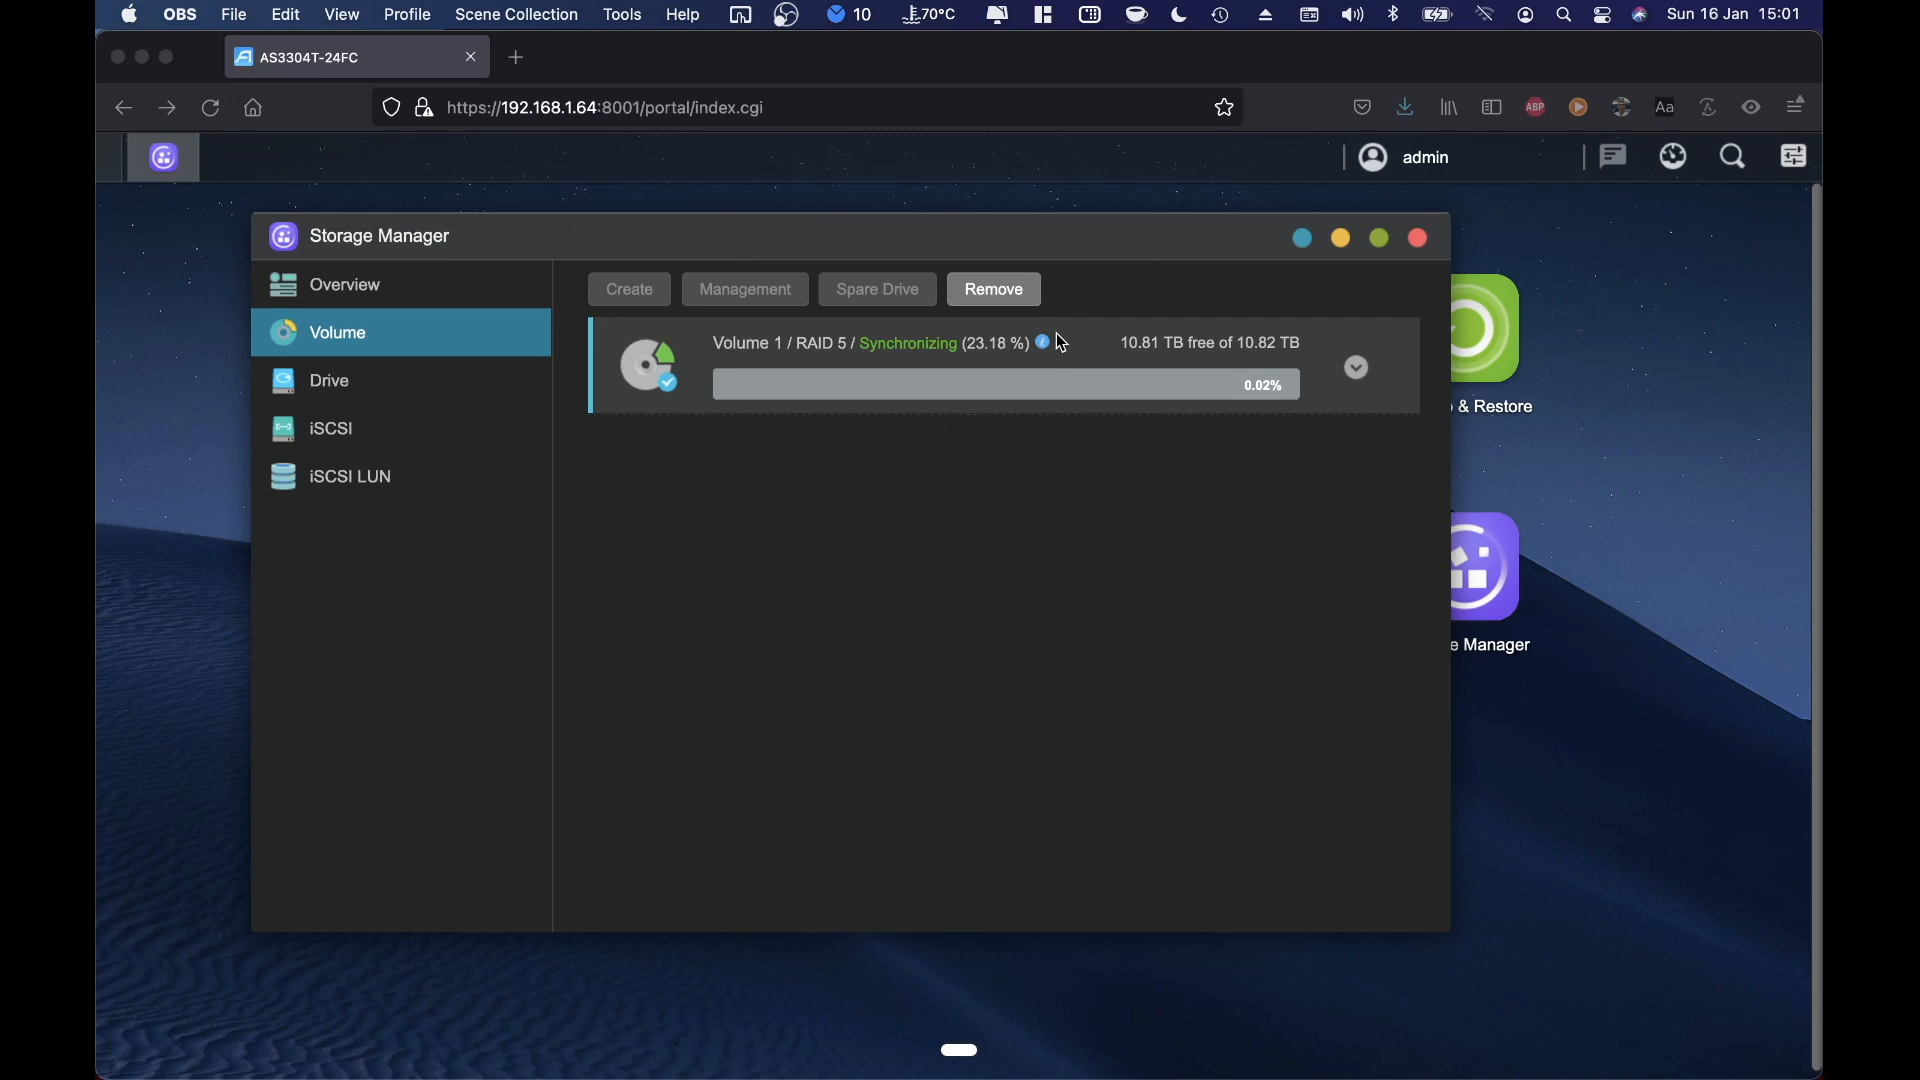 OBS File Edit View Profile Scene Collection Tools Help 10 70°C Sun 16 Jan 15:01
AS3304T-24FC
https://192.168.1.64:8001/portal/index.cgi
ABP
Aa
admin
Storage Manager
Overview
Volume
Drive
iSCSI
iSCSI LUN
Create Management Spare Drive Remove
Volume 1 / RAID 5 / Synchronizing (23.18 %) 10.81 TB free of 10.82 TB
0.02%
& Restore
e Manager